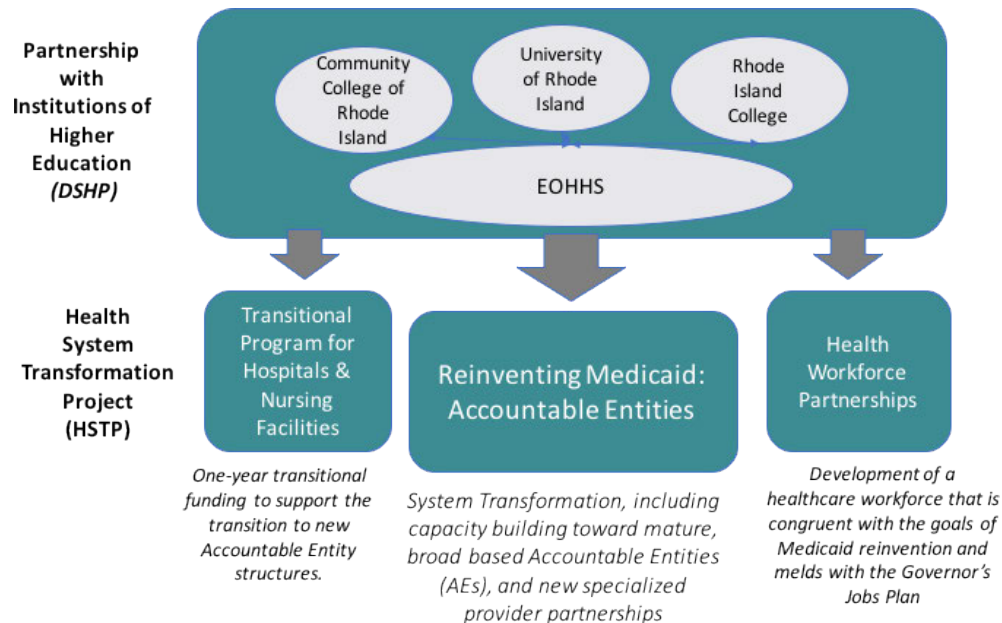 Partnership
with
Institutions of
Higher
Education
(DSHP)
Community
College of
Rhode
Island
University
of Rhode
Island
Rhode
Island
College
EOHHS
Health
System
Transformation
Project
(HSTP)
Transitional
Program for
Hospitals &
Nursing
Facilities
Reinventing Medicaid:
Accountable Entities
Health
Workforce
Partnerships
One-year transitional
funding to support the
transition to new
Accountable Entity
structures.
System Transformation, including
capacity building toward mature,
broad based Accountable Entities
(AEs), and new specialized
provider partnerships
Development of a
healthcare workforce that is
congruent with the goals of
Medicaid reinvention and
melds with the Governor's
Jobs Plan